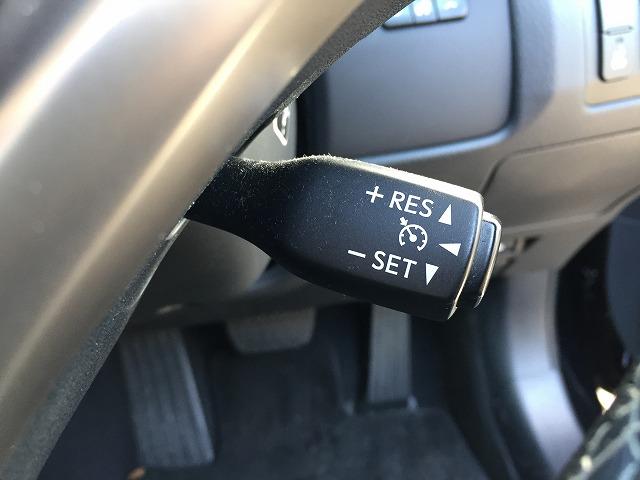 + RES ▲
− SET ▼